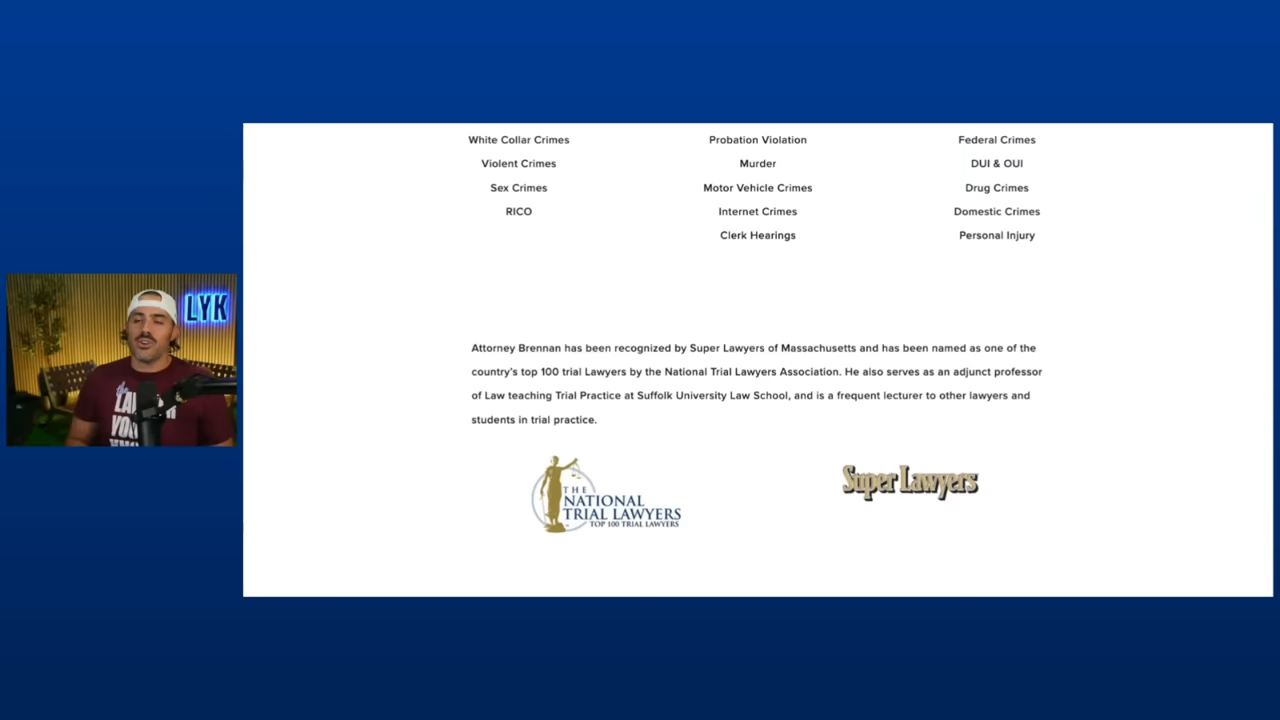 White Collar Crimes
Probation Violation
Federal Crimes
Violent Crimes
Murder
DUI & OUI
Sex Crimes
Motor Vehicle Crimes
Drug Crimes
RICO
Internet Crimes
Domestic Crimes
Clerk Hearings
Personal Injury
LYK
Attorney Brennan has been recognized by Super Lawyers of Massachusetts and has been named as one of the
country's top 100 trial Lawyers by the National Trial Lawyers Association. He also serves as an adjunct professor
of Law teaching Trial Practice at Suffolk University Law School, and is a frequent lecturer to other lawyers and
students in trial practice.
THE
NATIONAL
TRIAL LAWYERS
TOP 100 TRIAL LAWYERS
Super Lawyers